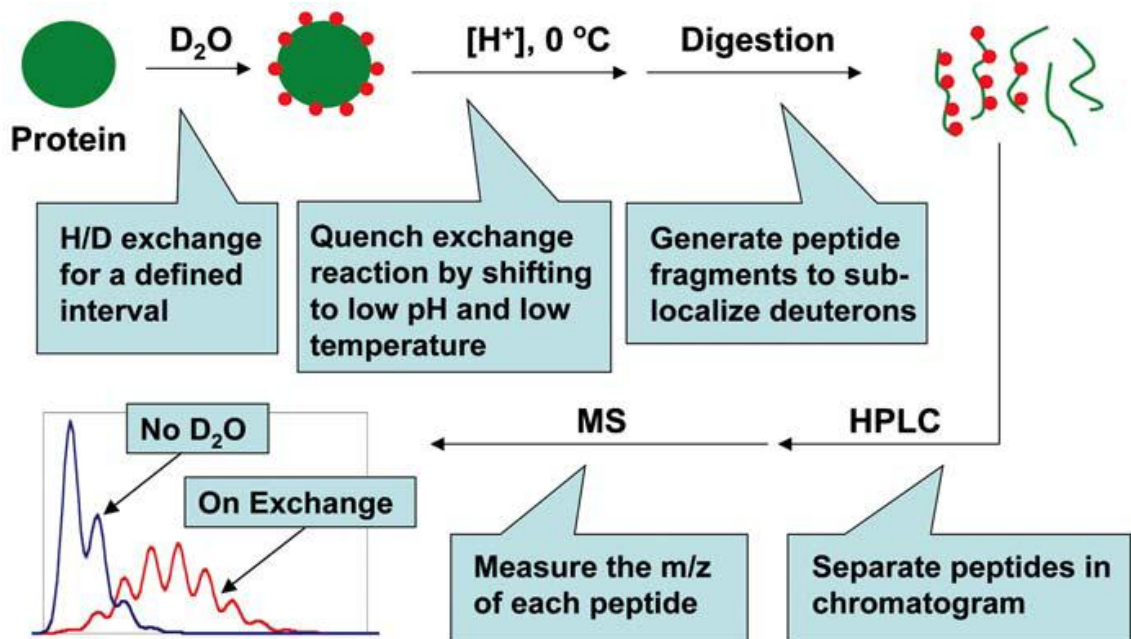 D₂O
[H⁺], 0 °C
Digestion
Protein
H/D exchange
for a defined
interval
Quench exchange
reaction by shifting
to low pH and low
temperature
Generate peptide
fragments to sub-
localize deuterons
No D₂O
On Exchange
MS
HPLC
Measure the m/z
of each peptide
Separate peptides in
chromatogram